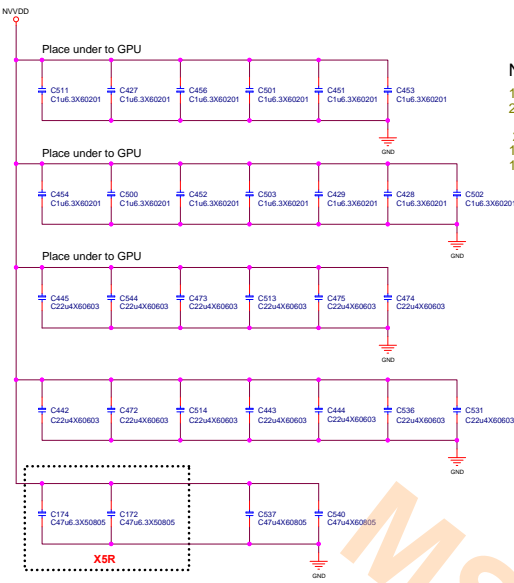 NVVDD
Place under to GPU
C511 C427 C456 C501 C451 C453
C1u6.3X60201 C1u6.3X60201 C1u6.3X60201 C1u6.3X60201 C1u6.3X60201 C1u6.3X60201
GND
Place under to GPU
C454 C500 C452 C503 C429 C428 C502
C1u6.3X60201 C1u6.3X60201 C1u6.3X60201 C1u6.3X60201 C1u6.3X60201 C1u6.3X60201 C1u6.3X60201
GND
Place under to GPU
C445 C544 C473 C513 C475 C474
C22u4X60603 C22u4X60603 C22u4X60603 C22u4X60603 C22u4X60603 C22u4X60603
GND
C442 C472 C514 C443 C444 C536 C531
C22u4X60603 C22u4X60603 C22u4X60603 C22u4X60603 C22u4X60603 C22u4X60603 C22u4X60603
GND
C174 C172 C537 C540
C47u6.3X50805 C47u6.3X50805 C47u4X60805 C47u4X60805
X5R
GND